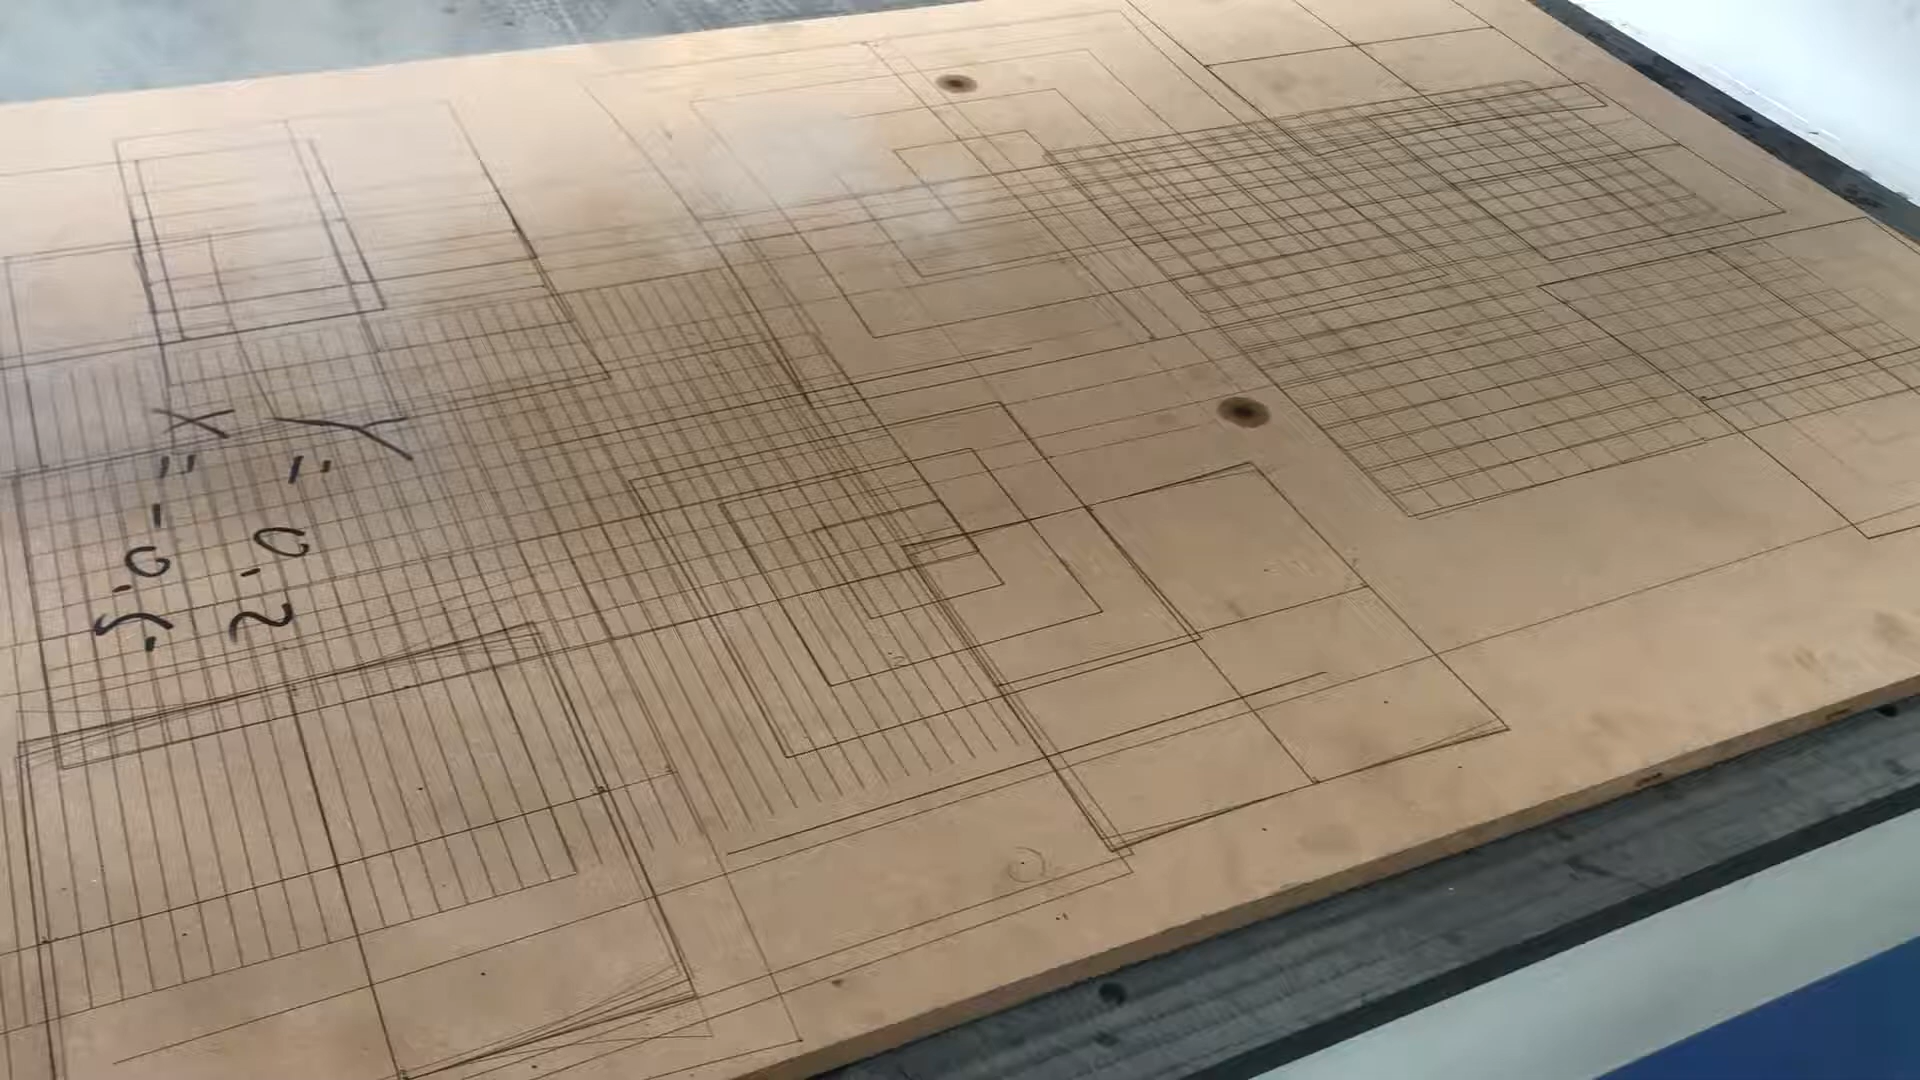 Y = 0.2
X = -0.5